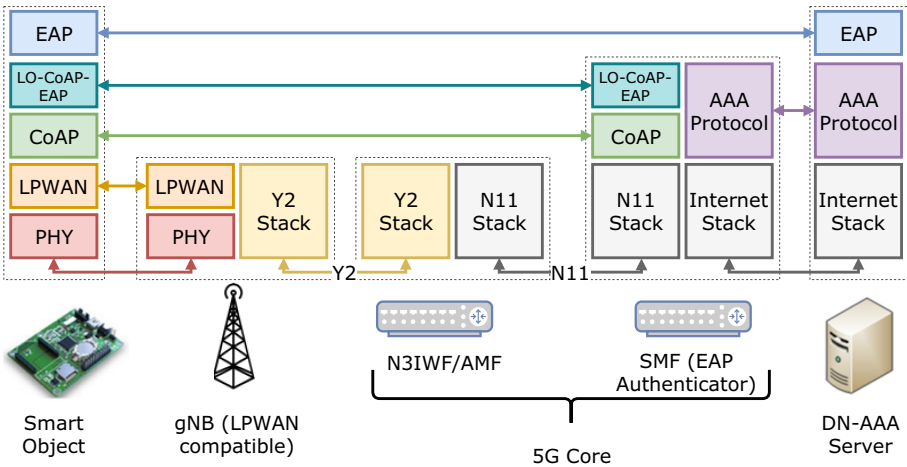 EAP
EAP
LO-CoAP-
EAP
LO-CoAP-
EAP
AAA
Protocol
AAA
Protocol
CoAP
CoAP
LPWAN
LPWAN
Y2
Stack
Y2
Stack
N11
Stack
N11
Stack
Internet
Stack
Internet
Stack
PHY
PHY
Y2
N11
N3IWF/AMF
SMF (EAP
Authenticator)
Smart
Object
gNB (LPWAN
compatible)
DN-AAA
Server
5G Core